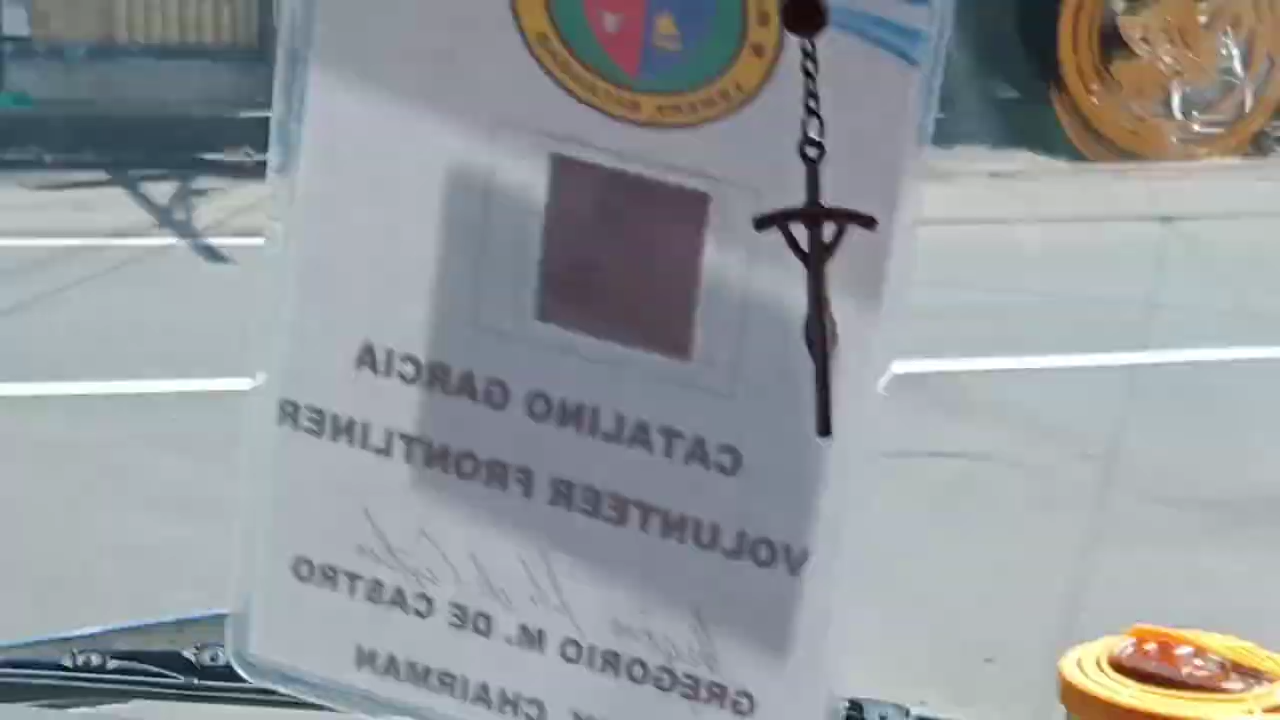 CATALINO GARCIA
VOLUNTEER FRONTLINER
GREGORIO M. DE CASTRO
CHAIRMAN